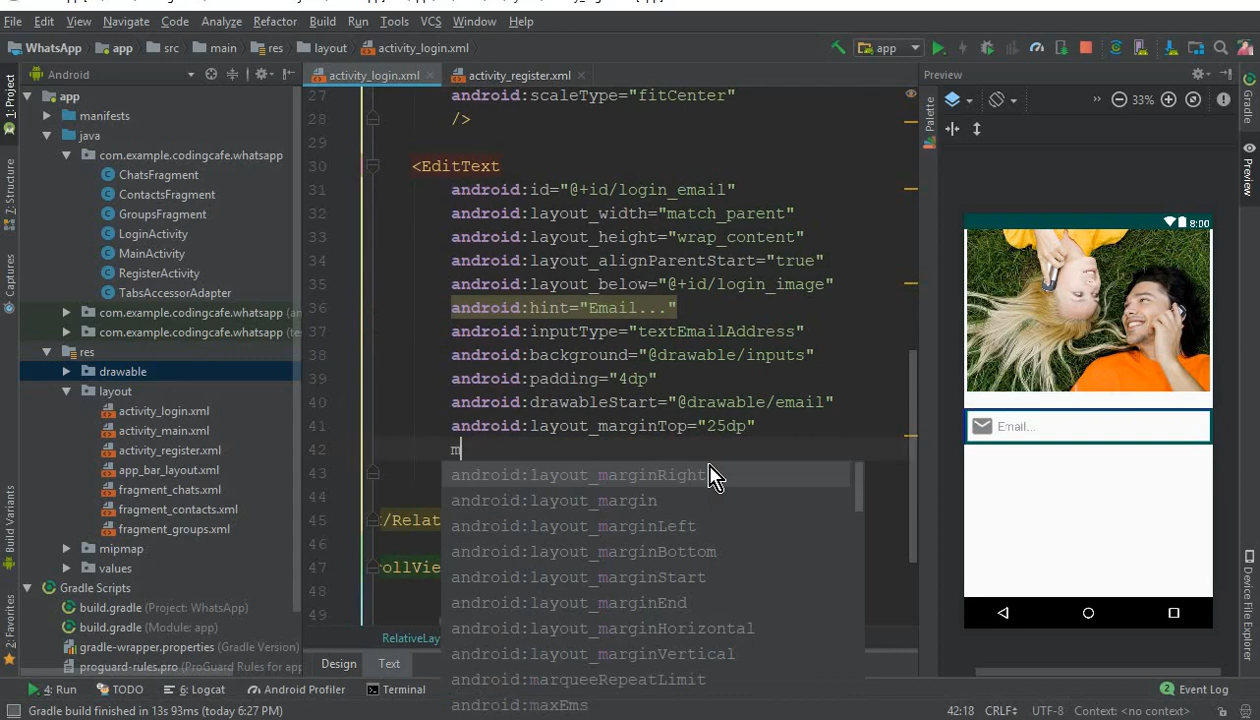 File Edit View Navigate Code Analyze Refactor Build Run Tools VCS Window Help
WhatsApp app src main res layout activity_login.xml app
Android activity_login.xml activity_register.xml Preview
1: Project
7: Structure
Captures
Build Variants
2: Favorites
app
manifests
java
com.example.codingcafe.whatsapp
ChatsFragment
ContactsFragment
GroupsFragment
LoginActivity
MainActivity
RegisterActivity
TabsAccessorAdapter
com.example.codingcafe.whatsapp (an
com.example.codingcafe.whatsapp (te
res
drawable
layout
activity_login.xml
activity_main.xml
activity_register.xml
app_bar_layout.xml
fragment_chats.xml
fragment_contacts.xml
fragment_groups.xml
mipmap
values
Gradle Scripts
build.gradle (Project: WhatsApp)
build.gradle (Module: app)
gradle-wrapper.properties (Gradle Version)
proguard-rules.pro (ProGuard Rules for app
27 android:scaleType="fitCenter"
28 />
29
30 <EditText
31 android:id="@+id/login_email"
32 android:layout_width="match_parent"
33 android:layout_height="wrap_content"
34 android:layout_alignParentStart="true"
35 android:layout_below="@+id/login_image"
36 android:hint="Email..."
37 android:inputType="textEmailAddress"
38 android:background="@drawable/inputs"
39 android:padding="4dp"
40 android:drawableStart="@drawable/email"
41 android:layout_marginTop="25dp"
42 m
43
44
45 /Relat
46
47 rollVie
49
android:layout_marginRight
android:layout_margin
android:layout_marginLeft
android:layout_marginBottom
android:layout_marginStart
android:layout_marginEnd
android:layout_marginHorizontal
android:layout_marginVertical
android:marqueeRepeatLimit
android:maxEms
RelativeLay
Design Text
Palette
33%
8:00
Email...
Gradle
Preview
Device File Explorer
4: Run TODO 6: Logcat Android Profiler Terminal 2 Event Log
Gradle build finished in 13s 93ms (today 6:27 PM) 42:18 CRLF UTF-8 Context: <no context>